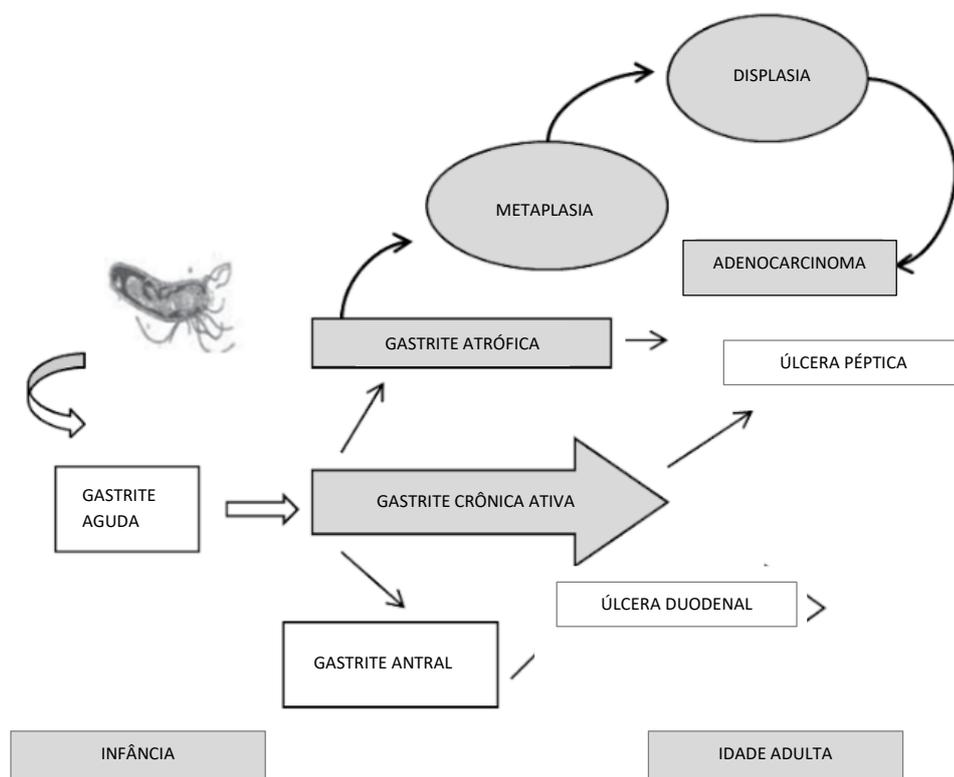 DISPLASIA
METAPLASIA
ADENOCARCINOMA
GASTRITE ATRÓFICA
ÚLCERA PÉPTICA
GASTRITE
AGUDA
GASTRITE CRÔNICA ATIVA
ÚLCERA DUODENAL
GASTRITE ANTRAL
INFÂNCIA
IDADE ADULTA